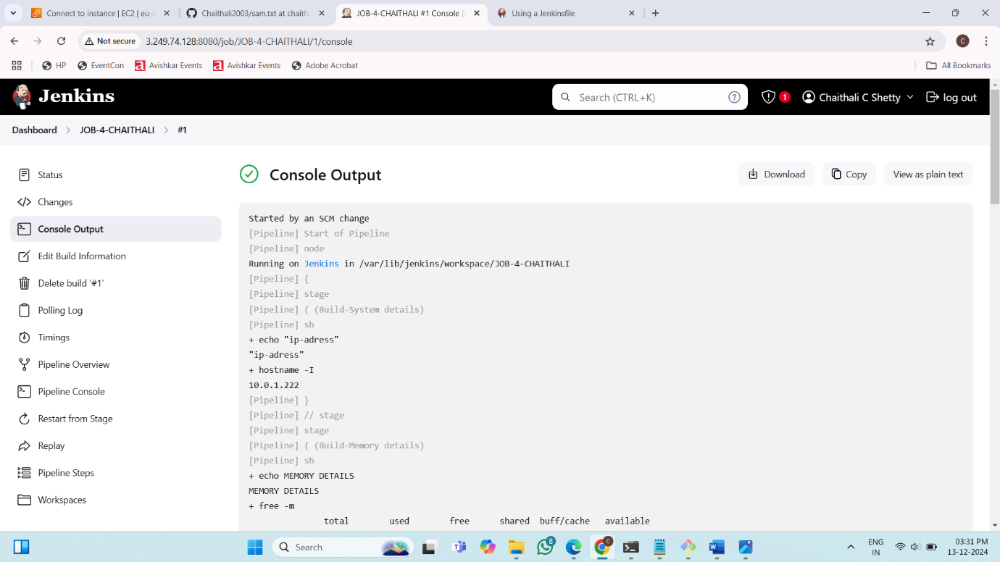 Connect to instance | EC2 | eu-w
Chaithali2003/sam.txt at chaithu
JOB-4-CHAITHALI #1 Console [J
Using a Jenkinsfile
Not secure
3.249.74.128:8080/job/JOB-4-CHAITHALI/1/console
C
HP
EventCon
Avishkar Events
Avishkar Events
Adobe Acrobat
All Bookmarks
Jenkins
Search (CTRL+K)
?
1
Chaithali C Shetty
log out
Dashboard > JOB-4-CHAITHALI > #1
Status
Changes
Console Output
Edit Build Information
Delete build ‘#1’
Polling Log
Timings
Pipeline Overview
Pipeline Console
Restart from Stage
Replay
Pipeline Steps
Workspaces
Console Output
Download
Copy
View as plain text
Started by an SCM change
[Pipeline] Start of Pipeline
[Pipeline] node
Running on Jenkins in /var/lib/jenkins/workspace/JOB-4-CHAITHALI
[Pipeline] {
[Pipeline] stage
[Pipeline] { (Build-System details)
[Pipeline] sh
+ echo "ip-adress"
"ip-adress"
+ hostname -I
10.0.1.222
[Pipeline] }
[Pipeline] // stage
[Pipeline] stage
[Pipeline] { (Build-Memory details)
[Pipeline] sh
+ echo MEMORY DETAILS
MEMORY DETAILS
+ free -m
total used free shared buff/cache available
Search
8
C
ENG
IN
03:31 PM
13-12-2024